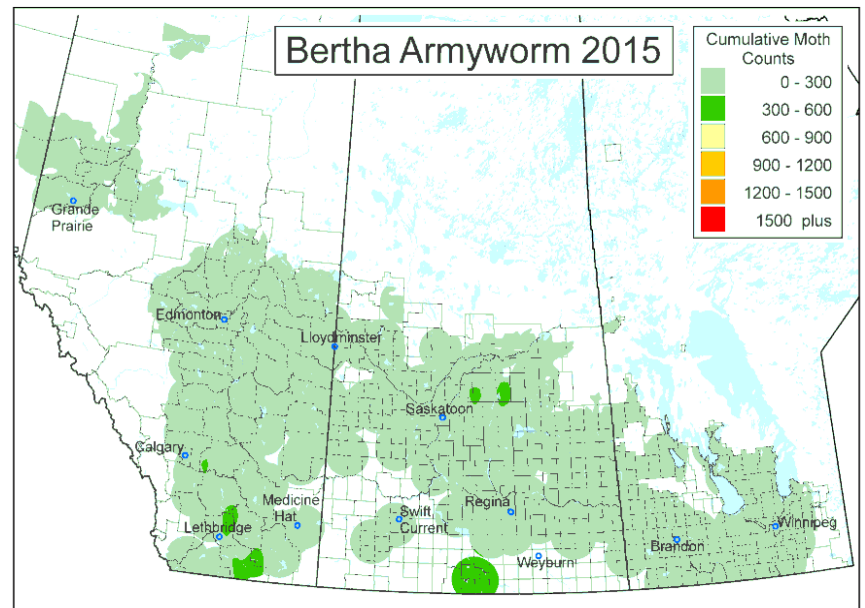 Bertha Armyworm 2015
Cumulative Moth
Counts
0 - 300
300 - 600
600 - 900
900 - 1200
1200 - 1500
1500 plus
Grande
Prairie
Edmonton
Lloydminster
Saskatoon
Calgary
Medicine
Hat
Lethbridge
Swift
Current
Regina
Weyburn
Brandon
Winnipeg